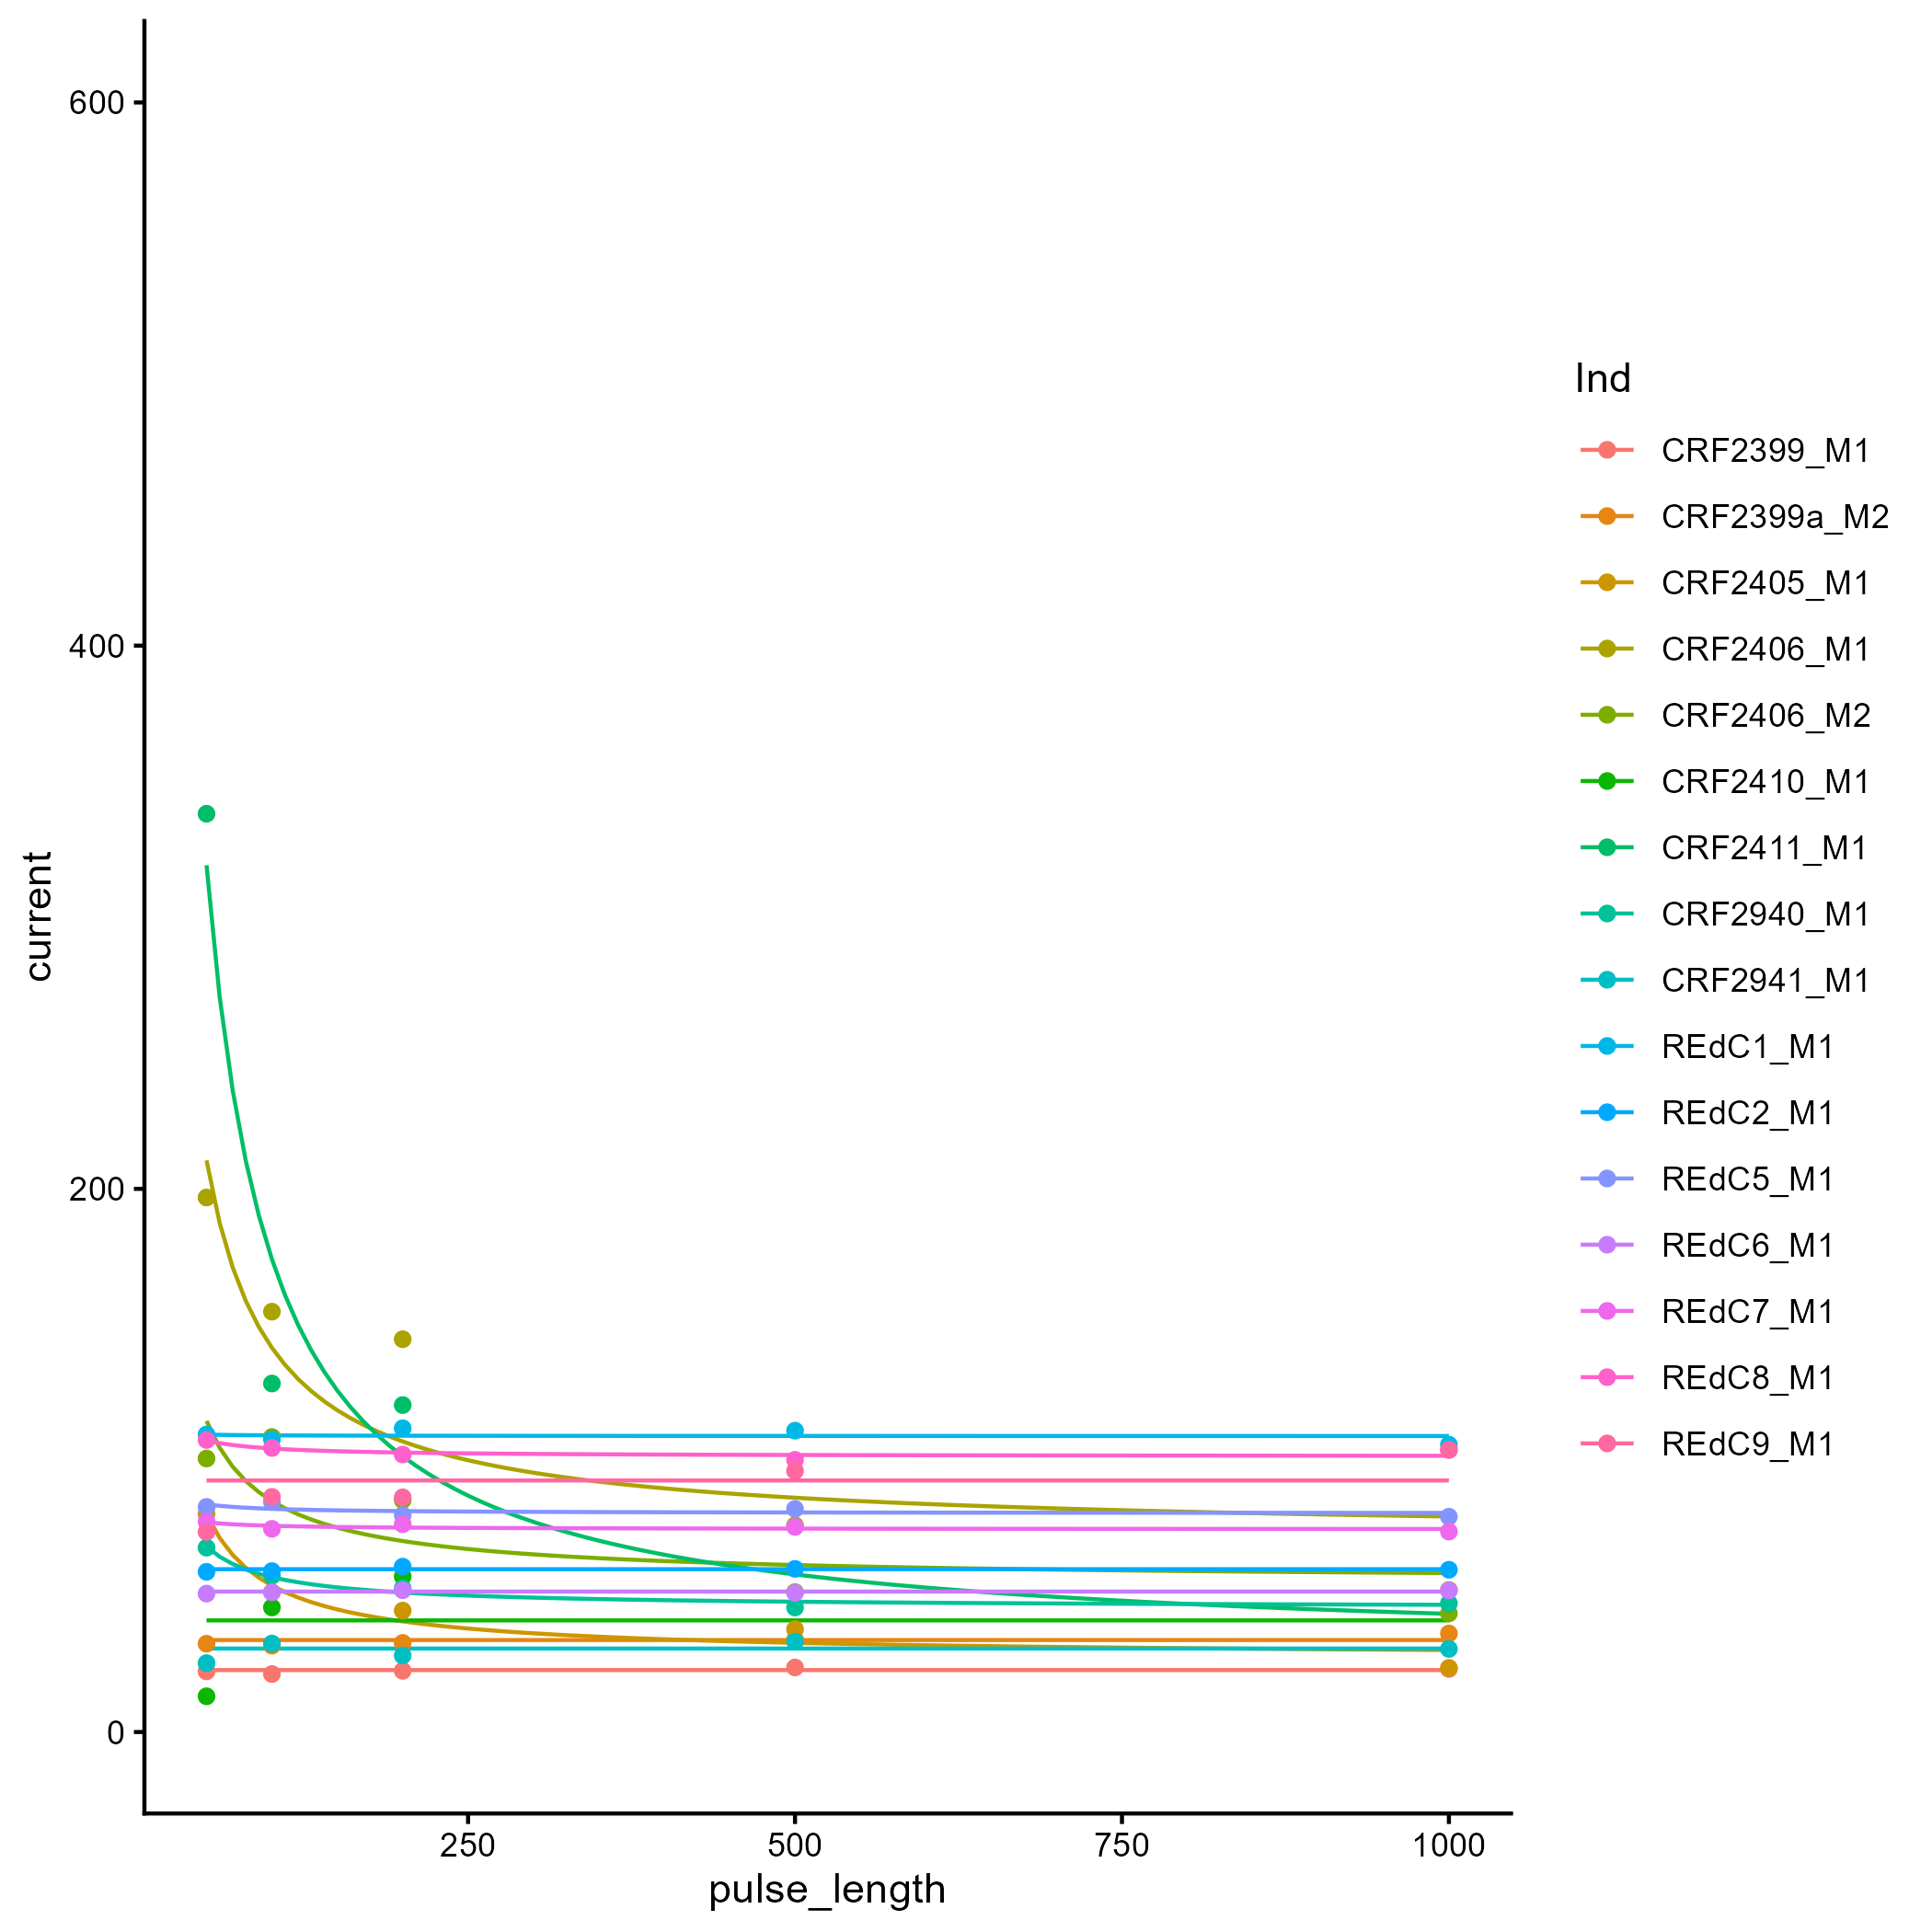 600
400
200
0
current
250
500
750
1000
pulse_length
Ind
CRF2399_M1
CRF2399a_M2
CRF2405_M1
CRF2406_M1
CRF2406_M2
CRF2410_M1
CRF2411_M1
CRF2940_M1
CRF2941_M1
REdC1_M1
REdC2_M1
REdC5_M1
REdC6_M1
REdC7_M1
REdC8_M1
REdC9_M1